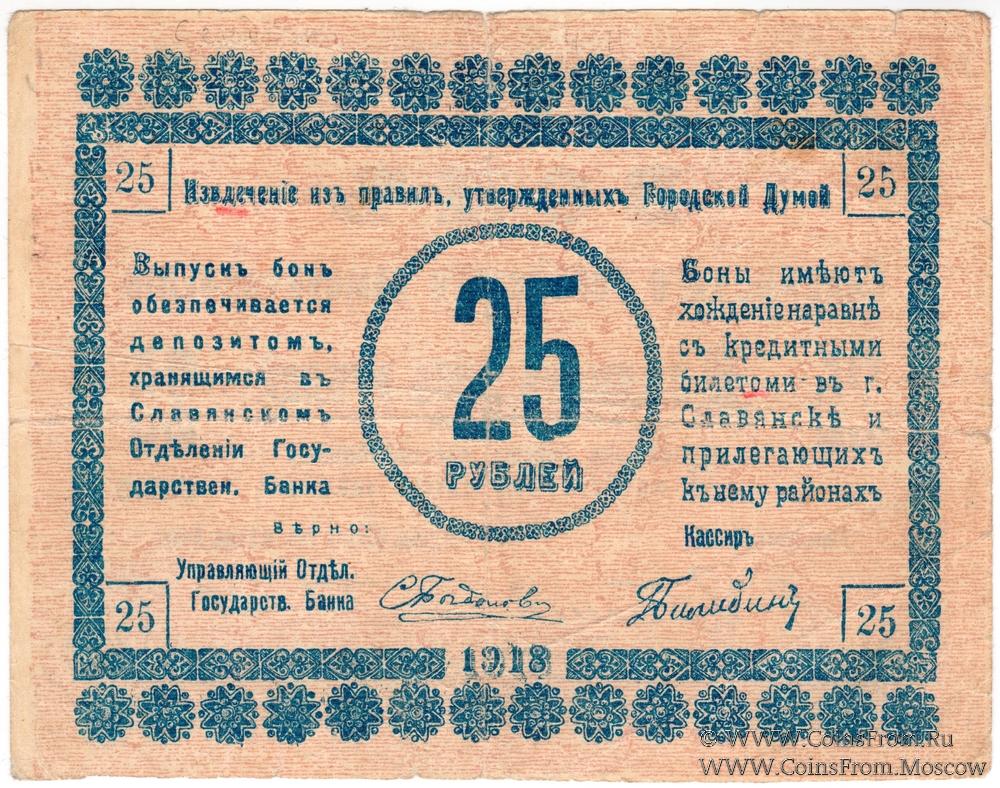 25
25
Извдеченіе изъ правилъ, утвержденныхъ Городской Думой
Выпускъ бонъ
обезпечивается
депозитомъ,
хранящимся въ
Славянскомъ
Отдѣленіи Госу-
дарствен. Банка
25
РУБЛЕЙ
Боны имѣютъ
хожденіе наравнѣ
съ кредитными
билетоми въ г.
Славянскѣ и
прилегающихъ
къ нему районахъ
Вѣрно:
Управляющій Отдѣл.
Государств. Банка
Кассиръ
25
25
1918
© WWW.CoinsFrom.Ru
WWW.CoinsFrom.Moscow